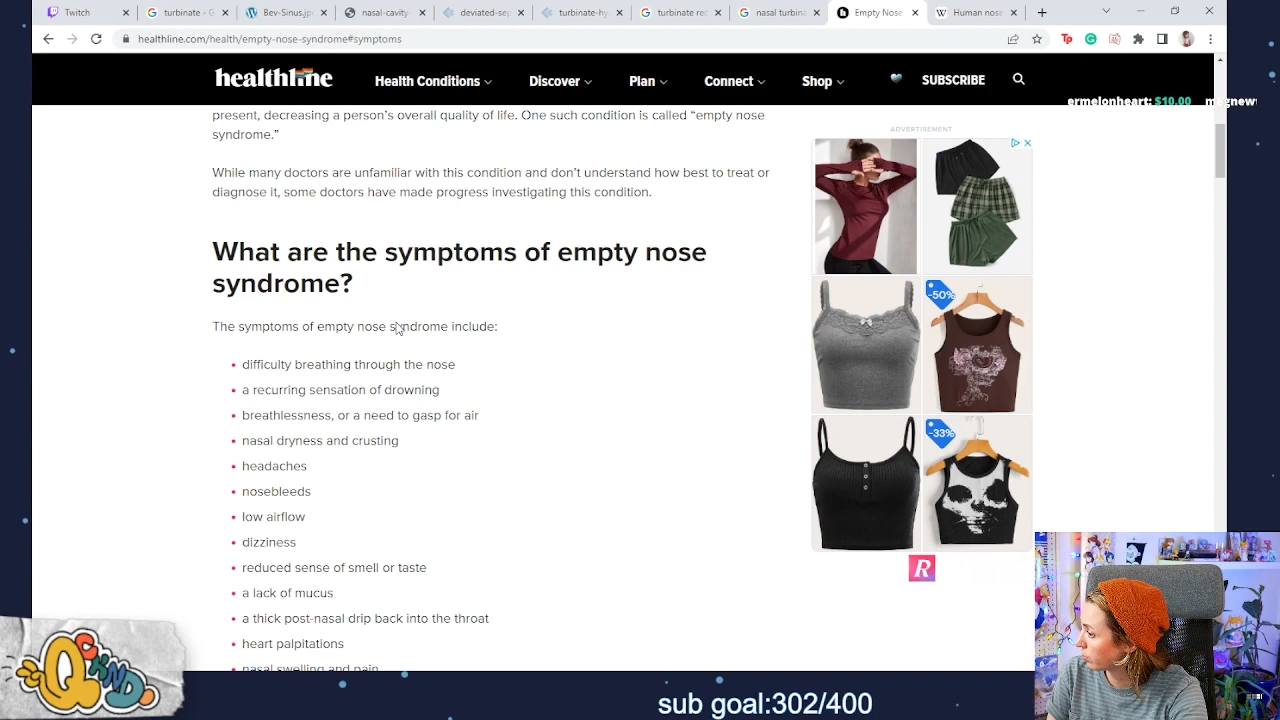 Twitch
turbinate - G
Bev-Sinus.jp
nasal-cavity
deviated-sep
turbinate-hy
turbinate rec
nasal turbina
Empty Nose
Human nose
healthline.com/health/empty-nose-syndrome#symptoms
healthline
Health Conditions
Discover
Plan
Connect
Shop
SUBSCRIBE
ermelonheart: $10.00
present, decreasing a person’s overall quality of life. One such condition is called “empty nose
syndrome.”
While many doctors are unfamiliar with this condition and don’t understand how best to treat or
diagnose it, some doctors have made progress investigating this condition.
What are the symptoms of empty nose
syndrome?
The symptoms of empty nose syndrome include:
difficulty breathing through the nose
a recurring sensation of drowning
breathlessness, or a need to gasp for air
nasal dryness and crusting
headaches
nosebleeds
low airflow
dizziness
reduced sense of smell or taste
a lack of mucus
a thick post-nasal drip back into the throat
heart palpitations
nasal swelling and pain
ADVERTISEMENT
-50%
-33%
R
sub goal:302/400